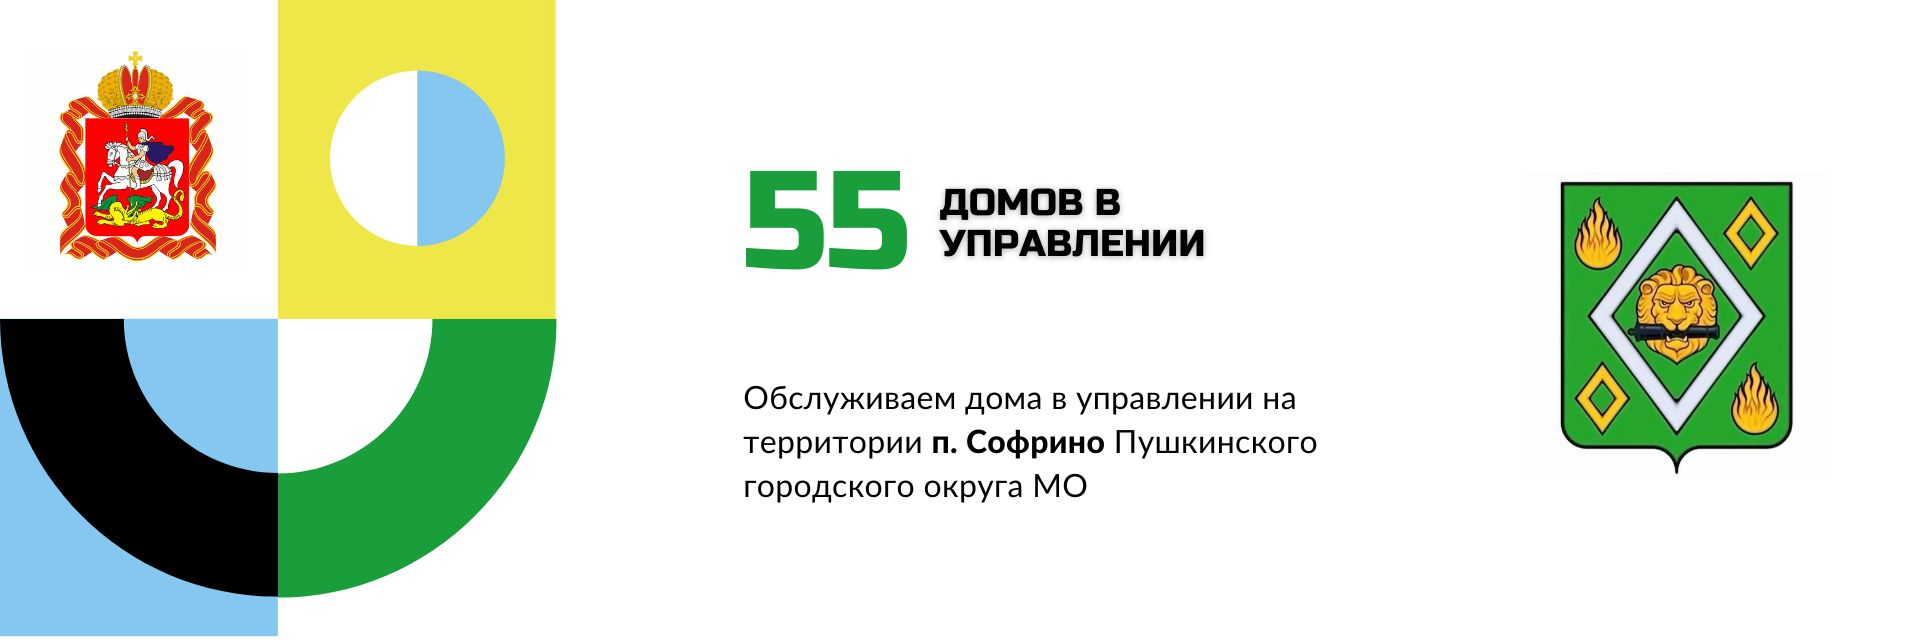 55 ДОМОВ В
УПРАВЛЕНИИ
Обслуживаем дома в управлении на
территории п. Софрино Пушкинского
городского округа МО